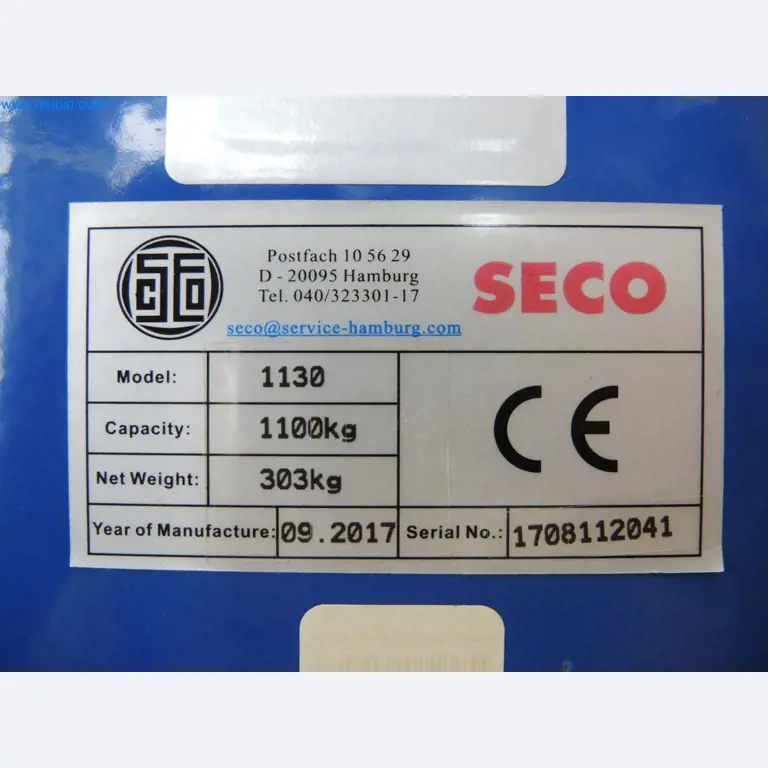 SECO
Postfach 10 56 29
D - 20095 Hamburg
Tel. 040/323301-17
seco@service-hamburg.com
SECO
Model: 1130
Capacity: 1100kg
Net Weight: 303kg
CE
Year of Manufacture: 09.2017 Serial No.: 1708112041